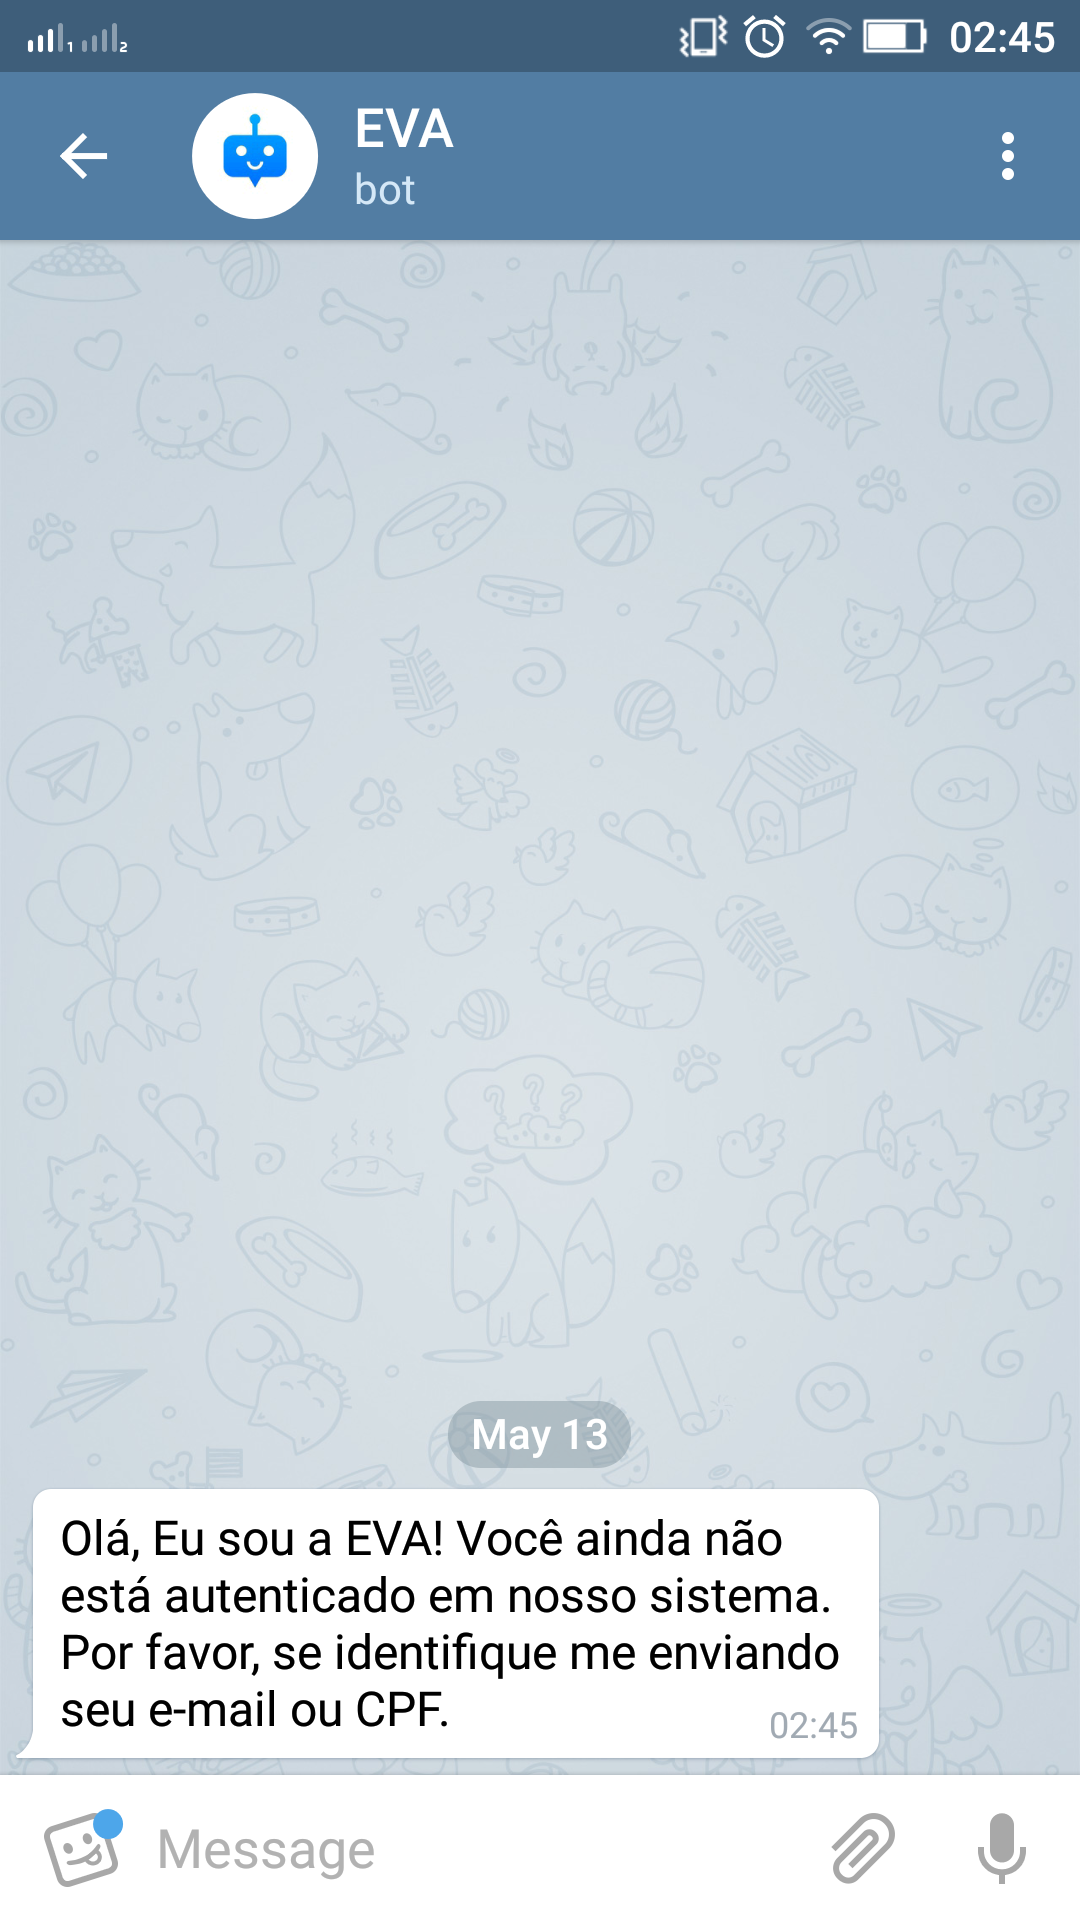 02:45
EVA
bot
May 13
Olá, Eu sou a EVA! Você ainda não
está autenticado em nosso sistema.
Por favor, se identifique me enviando
seu e-mail ou CPF.
02:45
Message